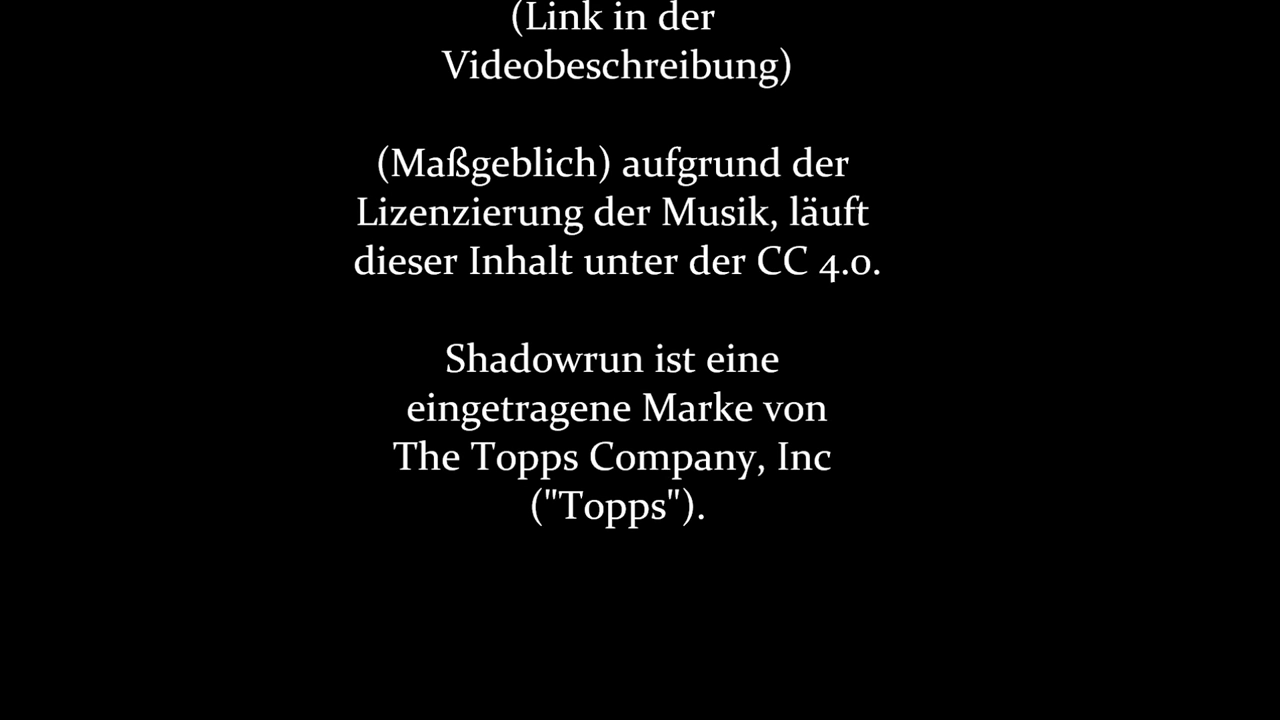 (Link in der
Videobeschreibung)
(Maßgeblich) aufgrund der
Lizenzierung der Musik, läuft
dieser Inhalt unter der CC 4.0.
Shadowrun ist eine
eingetragene Marke von
The Topps Company, Inc
("Topps").